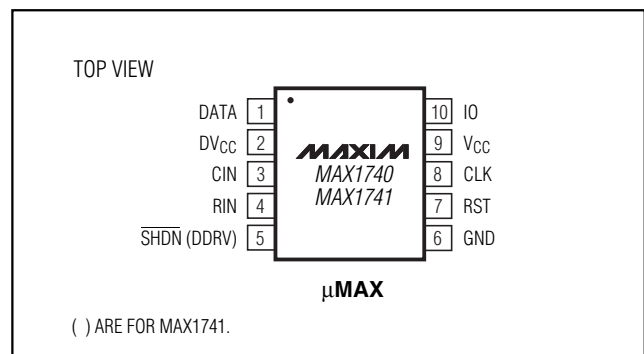 TOP VIEW
DATA 1
DVCC 2
CIN 3
RIN 4
SHDN (DDRV) 5
MAXIM
MAX1740
MAX1741
10 IO
9 VCC
8 CLK
7 RST
6 GND
µMAX
( ) ARE FOR MAX1741.